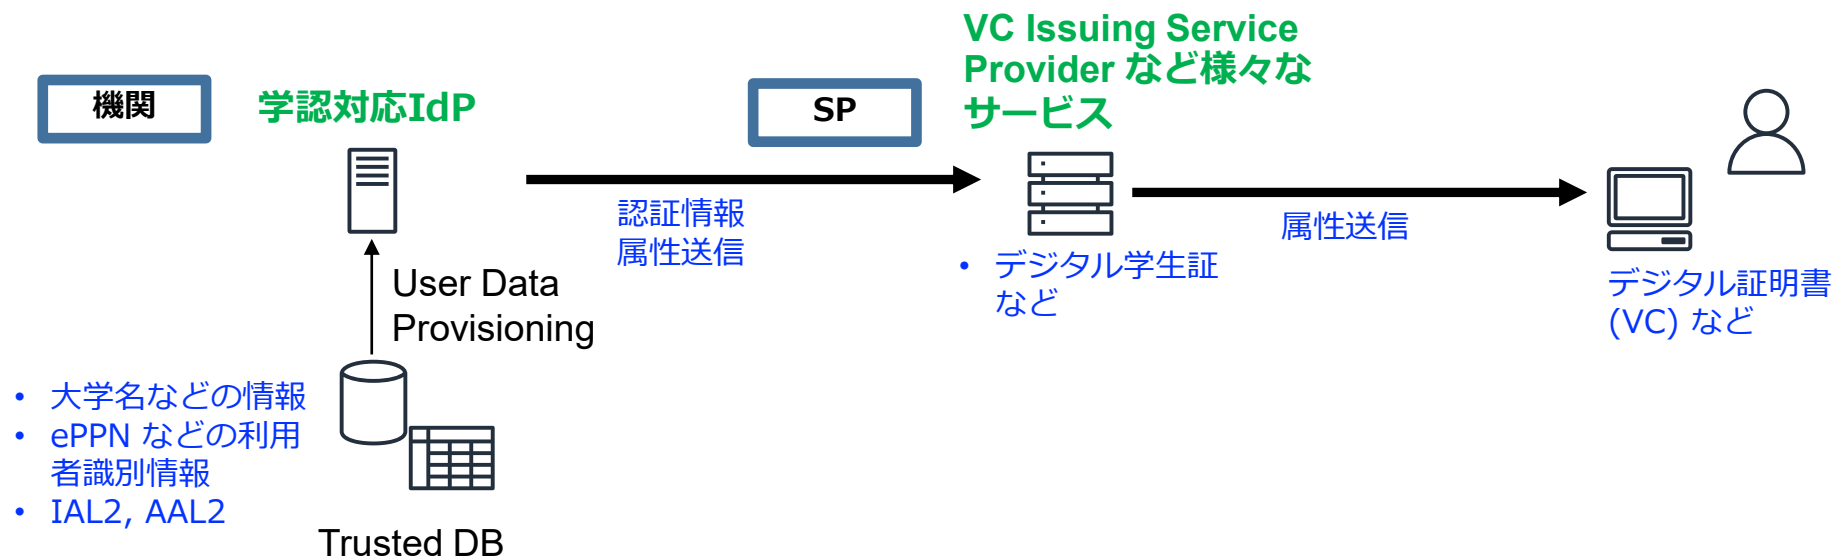 機関
学認対応IdP
SP
VC Issuing Service
Provider など様々な
サービス
認証情報
属性送信
属性送信
User Data
Provisioning
• デジタル学生証
など
デジタル証明書
(VC) など
• 大学名などの情報
• ePPN などの利用
者識別情報
• IAL2, AAL2
Trusted DB